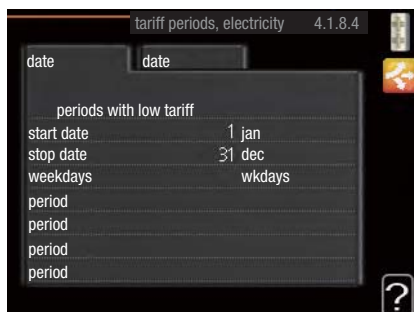 tariff periods, electricity 4.1.8.4
date date
periods with low tariff
start date 1 jan
stop date 31 dec
weekdays wkdays
period
period
period
period
?